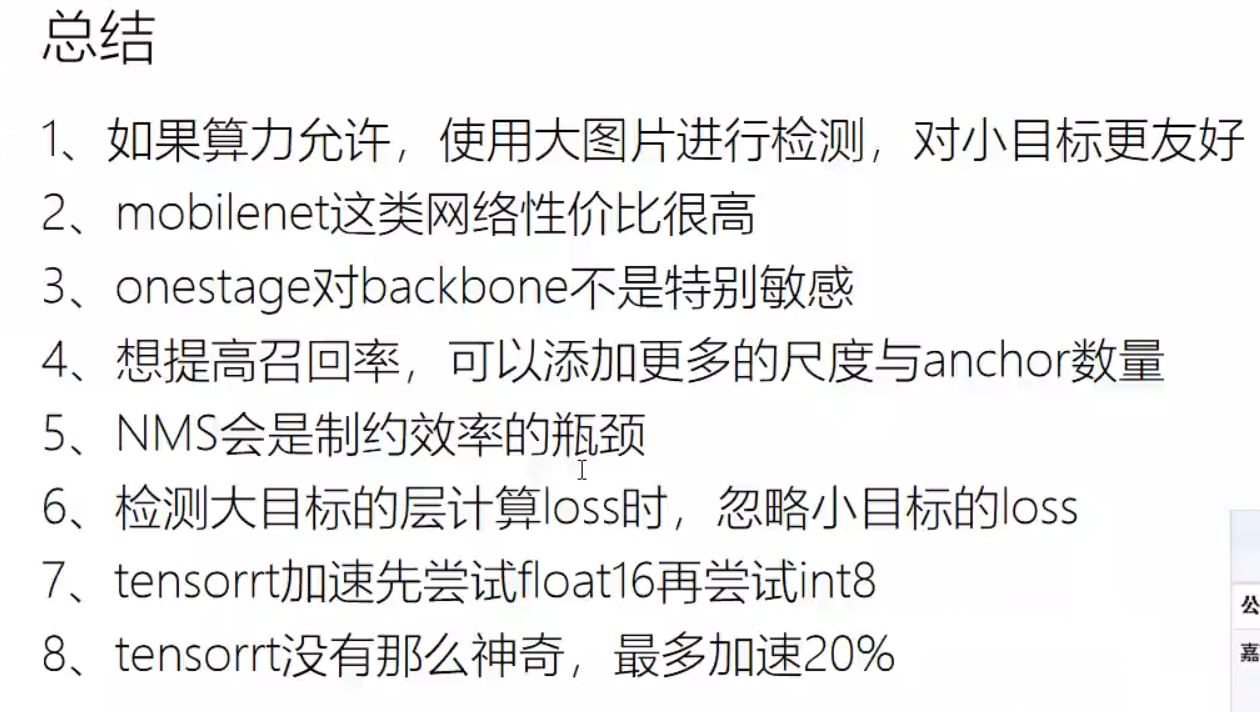 总结
1、如果算力允许，使用大图片进行检测，对小目标更友好
2、mobilenet这类网络性价比很高
3、onestage对backbone不是特别敏感
4、想提高召回率，可以添加更多的尺度与anchor数量
5、NMS会是制约效率的瓶颈
6、检测大目标的层计算loss时，忽略小目标的loss
7、tensorrt加速先尝试float16再尝试int8
8、tensorrt没有那么神奇，最多加速20%
公
嘉